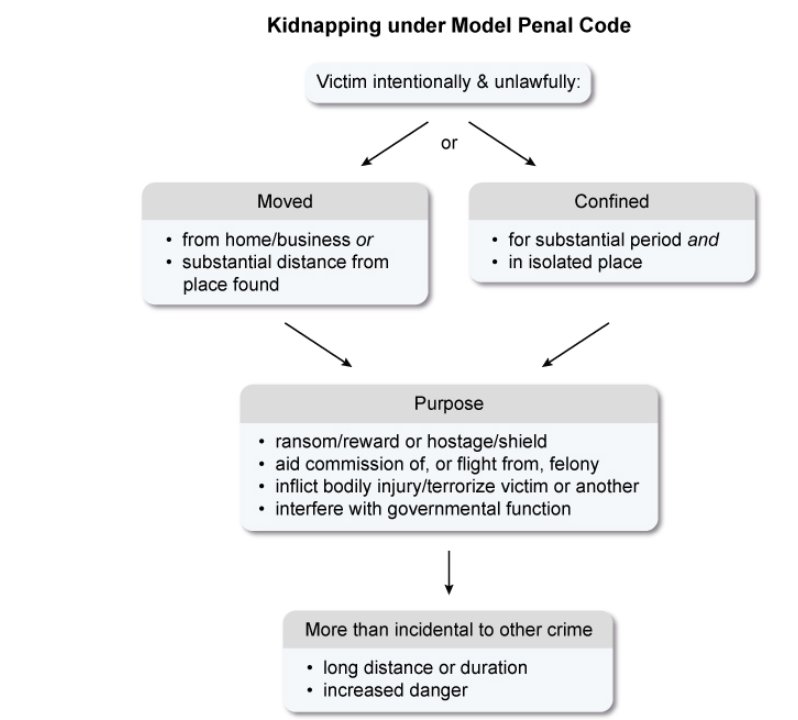 Kidnapping under Model Penal Code
Victim intentionally & unlawfully:
or
Moved
• from home/business or
• substantial distance from
place found
Confined
• for substantial period and
• in isolated place
Purpose
• ransom/reward or hostage/shield
• aid commission of, or flight from, felony
• inflict bodily injury/terrorize victim or another
• interfere with governmental function
More than incidental to other crime
• long distance or duration
• increased danger